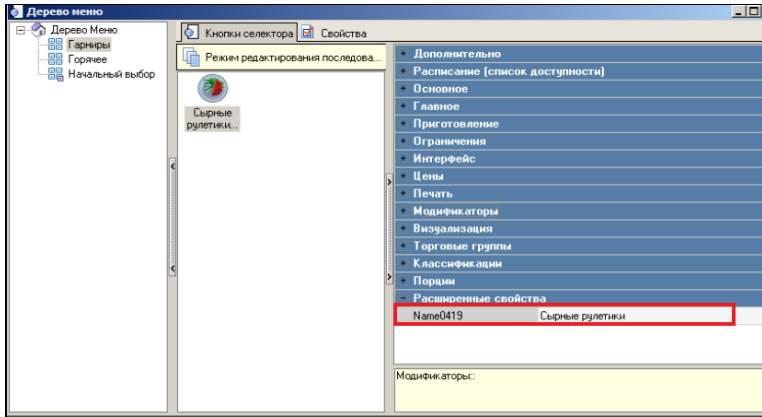 Дерево меню
Дерево Меню
Гарниры
Горячее
Начальный выбор
Кнопки селектора
Свойства
Режим редактирования последова...
Сырные
рулетики...
Дополнительно
Расписание (список доступности)
Основное
Главное
Приготовление
Ограничения
Интерфейс
Цены
Печать
Модификаторы
Визуализация
Торговые группы
Классификации
Порции
Расширенные свойства
Name0419 Сырные рулетики
Модификаторы::